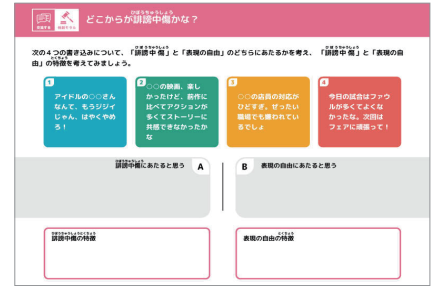 どこからが誹謗中傷かな？
次の4つの書き込みについて、「誹謗中傷」と「表現の自由」のどちらにあたるかを考え、「誹謗中傷」と「表現の自
由」の特徴を考えてみましょう。
1
アイドルの○○さん
なんて、もうジジイ
じゃん、はやくやめ
ろ！
2
○○の映画、楽し
かったけど、前作に
比べてアクションが
多くてストーリーに
共感できなかったか
な
3
○○の店員の対応が
ひどすぎ。ぜったい
職場でも嫌われてい
るでしょ
4
今日の試合はファウ
ルが多くてよくな
かったな。次回は
フェアに頑張って！
誹謗中傷にあたると思う A
B 表現の自由にあたると思う
誹謗中傷の特徴
表現の自由の特徴